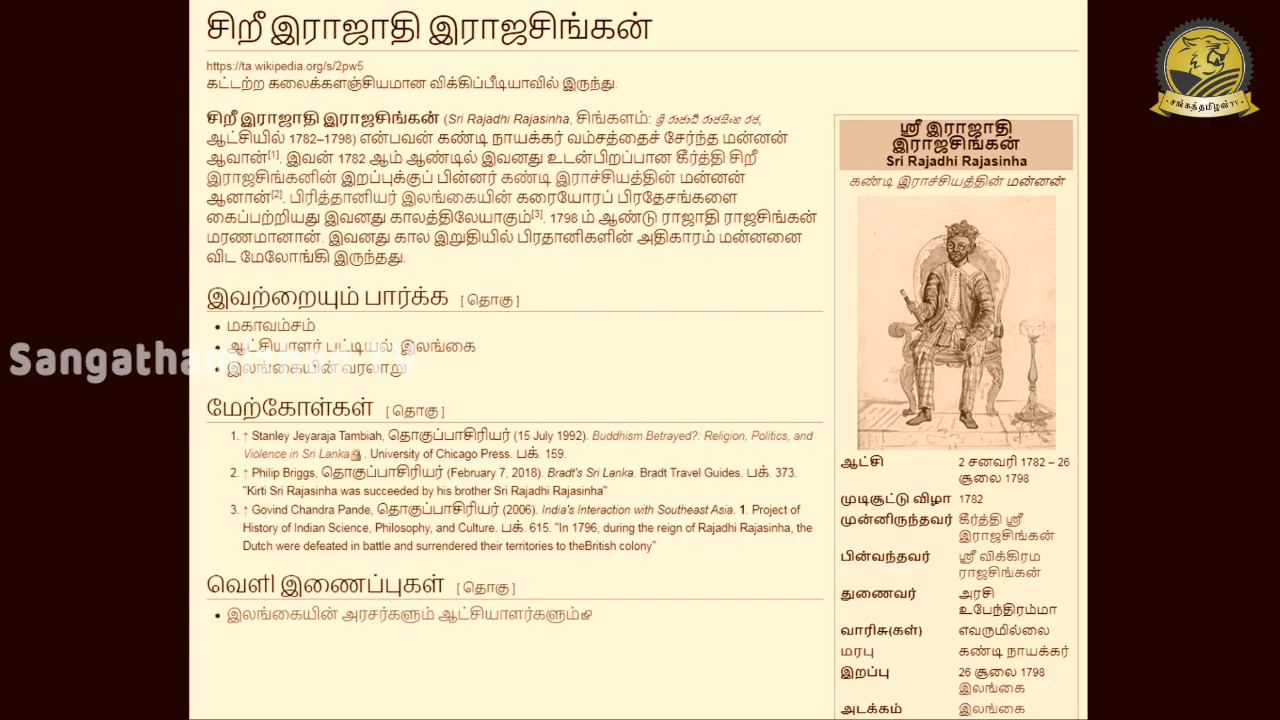 சிறீ இராஜாதி இராஜசிங்கன்
https://ta.wikipedia.org/s/2pw5
கட்டற்ற கலைக்களஞ்சியமான விக்கிப்பீடியாவில் இருந்து.
சிறீ இராஜாதி இராஜசிங்கன் (Sri Rajadhi Rajasinha, சிங்களம்:
ஆட்சியில் 1782–1798) என்பவன் கண்டி நாயக்கர் வம்சத்தைச் சேர்ந்த மன்னன்
ஆவான்[1]. இவன் 1782 ஆம் ஆண்டில் இவனது உடன்பிறப்பான கீர்த்தி சிறீ
இராஜசிங்கனின் இறப்புக்குப் பின்னர் கண்டி இராச்சியத்தின் மன்னன்
ஆனான்[2]. பிரித்தானியர் இலங்கையின் கரையோரப் பிரதேசங்களை
கைப்பற்றியது இவனது காலத்திலேயாகும்[3]. 1798 ம் ஆண்டு ராஜாதி ராஜசிங்கன்
மரணமானான். இவனது கால இறுதியில் பிரதானிகளின் அதிகாரம் மன்னனை
விட மேலோங்கி இருந்தது.
இவற்றையும் பார்க்க [ தொகு ]
• மகாவம்சம்
• ஆட்சியாளர் பட்டியல், இலங்கை
• இலங்கையின் வரலாறு
மேற்கோள்கள் [ தொகு ]
1. ↑ Stanley Jeyaraja Tambiah, தொகுப்பாசிரியர் (15 July 1992). Buddhism Betrayed?: Religion, Politics, and
Violence in Sri Lanka. University of Chicago Press. பக். 159.
2. ↑ Philip Briggs, தொகுப்பாசிரியர் (February 7, 2018). Bradt's Sri Lanka. Bradt Travel Guides. பக். 373.
"Kirti Sri Rajasinha was succeeded by his brother Sri Rajadhi Rajasinha"
3. ↑ Govind Chandra Pande, தொகுப்பாசிரியர் (2006). India's Interaction with Southeast Asia. 1. Project of
History of Indian Science, Philosophy, and Culture. பக். 615. "In 1796, during the reign of Rajadhi Rajasinha, the
Dutch were defeated in battle and surrendered their territories to theBritish colony"
வெளி இணைப்புகள் [ தொகு ]
• இலங்கையின் அரசர்களும் ஆட்சியாளர்களும்
ஸ்ரீ இராஜாதி
இராஜசிங்கன்
Sri Rajadhi Rajasinha
கண்டி இராச்சியத்தின் மன்னன்
ஆட்சி 2 சனவரி 1782 – 26
சூலை 1798
முடிசூட்டு விழா 1782
முன்னிருந்தவர் கீர்த்தி ஸ்ரீ
இராஜசிங்கன்
பின்வந்தவர் ஸ்ரீ விக்கிரம
ராஜசிங்கன்
துணைவர் அரசி
உபேந்திரம்மா
வாரிசு(கள்) எவருமில்லை
மரபு கண்டி நாயக்கர்
இறப்பு 26 சூலை 1798
இலங்கை
அடக்கம் இலங்கை
Sangathamizhan TV
சங்கத்தமிழன் TV